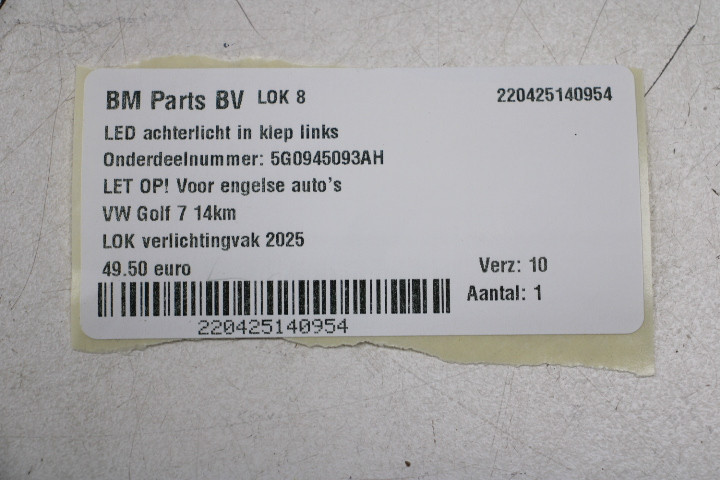 BM Parts BV LOK 8 220425140954
LED achterlicht in klep links
Onderdeelnummer: 5G0945093AH
LET OP! Voor engelse auto's
VW Golf 7 14km
LOK verlichtingvak 2025
49.50 euro Verz: 10
Aantal: 1
220425140954